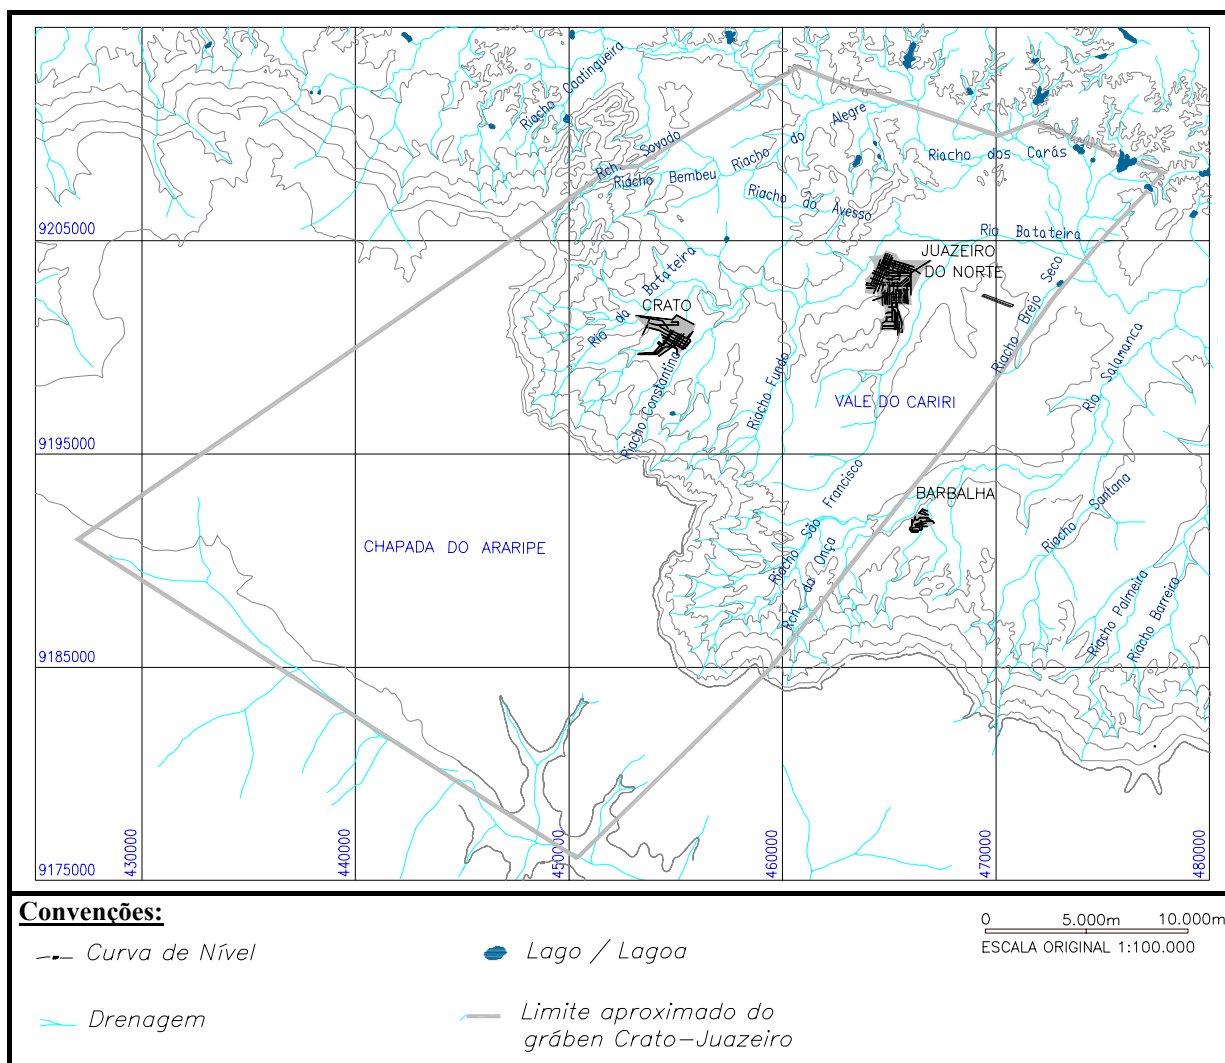 Riacho Caatingueira
Rch. Sovado
Riacho do Alegre
Riacho Bembeu
Riacho dos Carás
Riacho do Avesso
9205000
Rio Batateira
JUAZEIRO
DO NORTE
Rio da Batateira
CRATO
Riacho Brejo Seco
Rio Salamanca
Riacho Constantina
Riacho Fundo
VALE DO CARIRI
9195000
Riacho São Francisco
BARBALHA
Riacho Santana
CHAPADA DO ARARIPE
Rch. da Onça
Riacho Palmeira
Riacho Barreiro
9185000
9175000
430000
440000
450000
460000
470000
480000
Convenções:
Curva de Nível
Lago / Lagoa
0 5.000m 10.000m
ESCALA ORIGINAL 1:100.000
Drenagem
Limite aproximado do
gráben Crato-Juazeiro